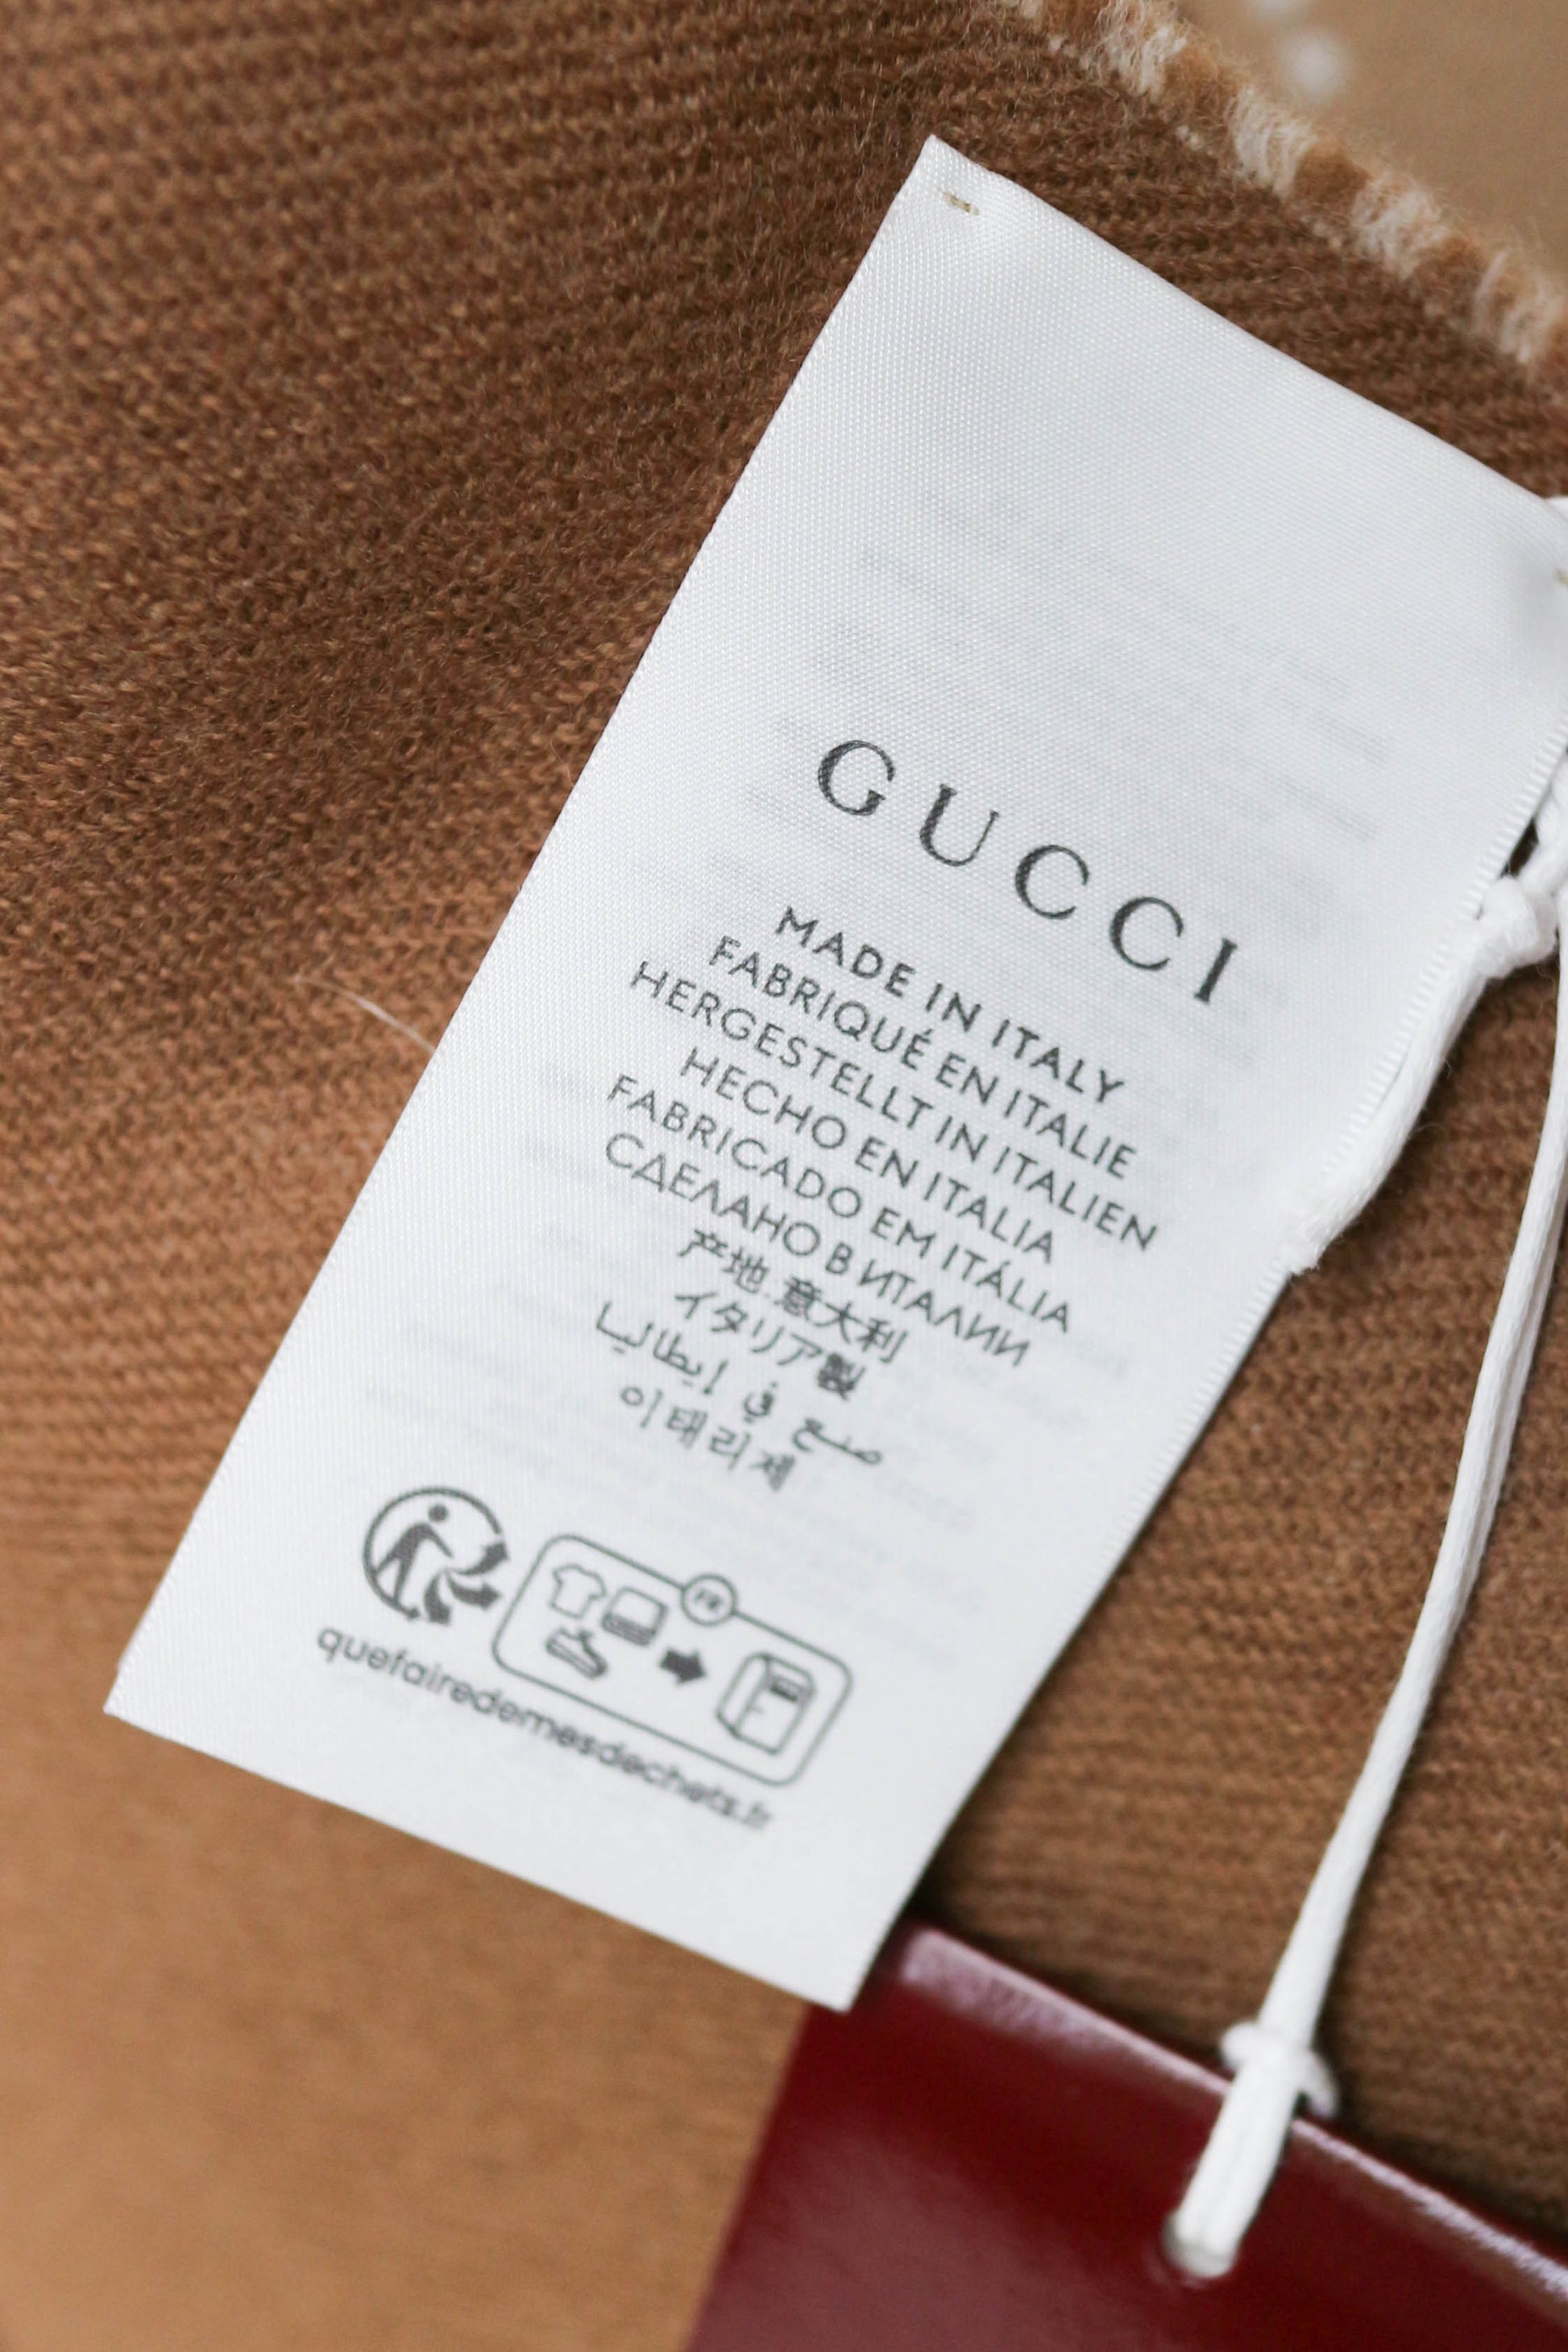 GUCCI
MADE IN ITALY
FABRIQUÉ EN ITALIE
HERGESTELLT IN ITALIEN
HECHO EN ITALIA
FABRICADO EM ITÁLIA
СДЕЛАНО В ИТАЛИИ
产地 意大利
イタリア製
صنع في إيطاليا
이태리제
FR
quefairedemesdechets.fr